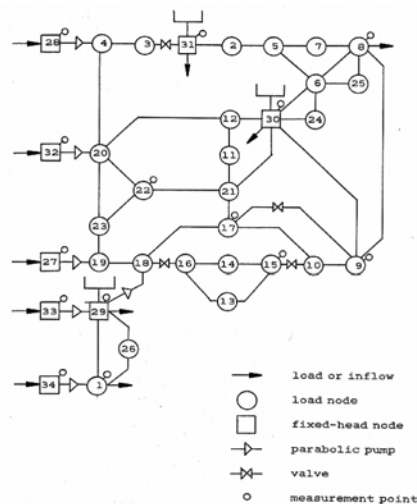 28 4 3 31 2 5 7 8
6 25
12 30 24
32 20 11
22 21
23 17
27 19 18 16 14 15 10 9
33 29 13
26
34 1
load or inflow
load node
fixed-head node
parabolic pump
valve
measurement point